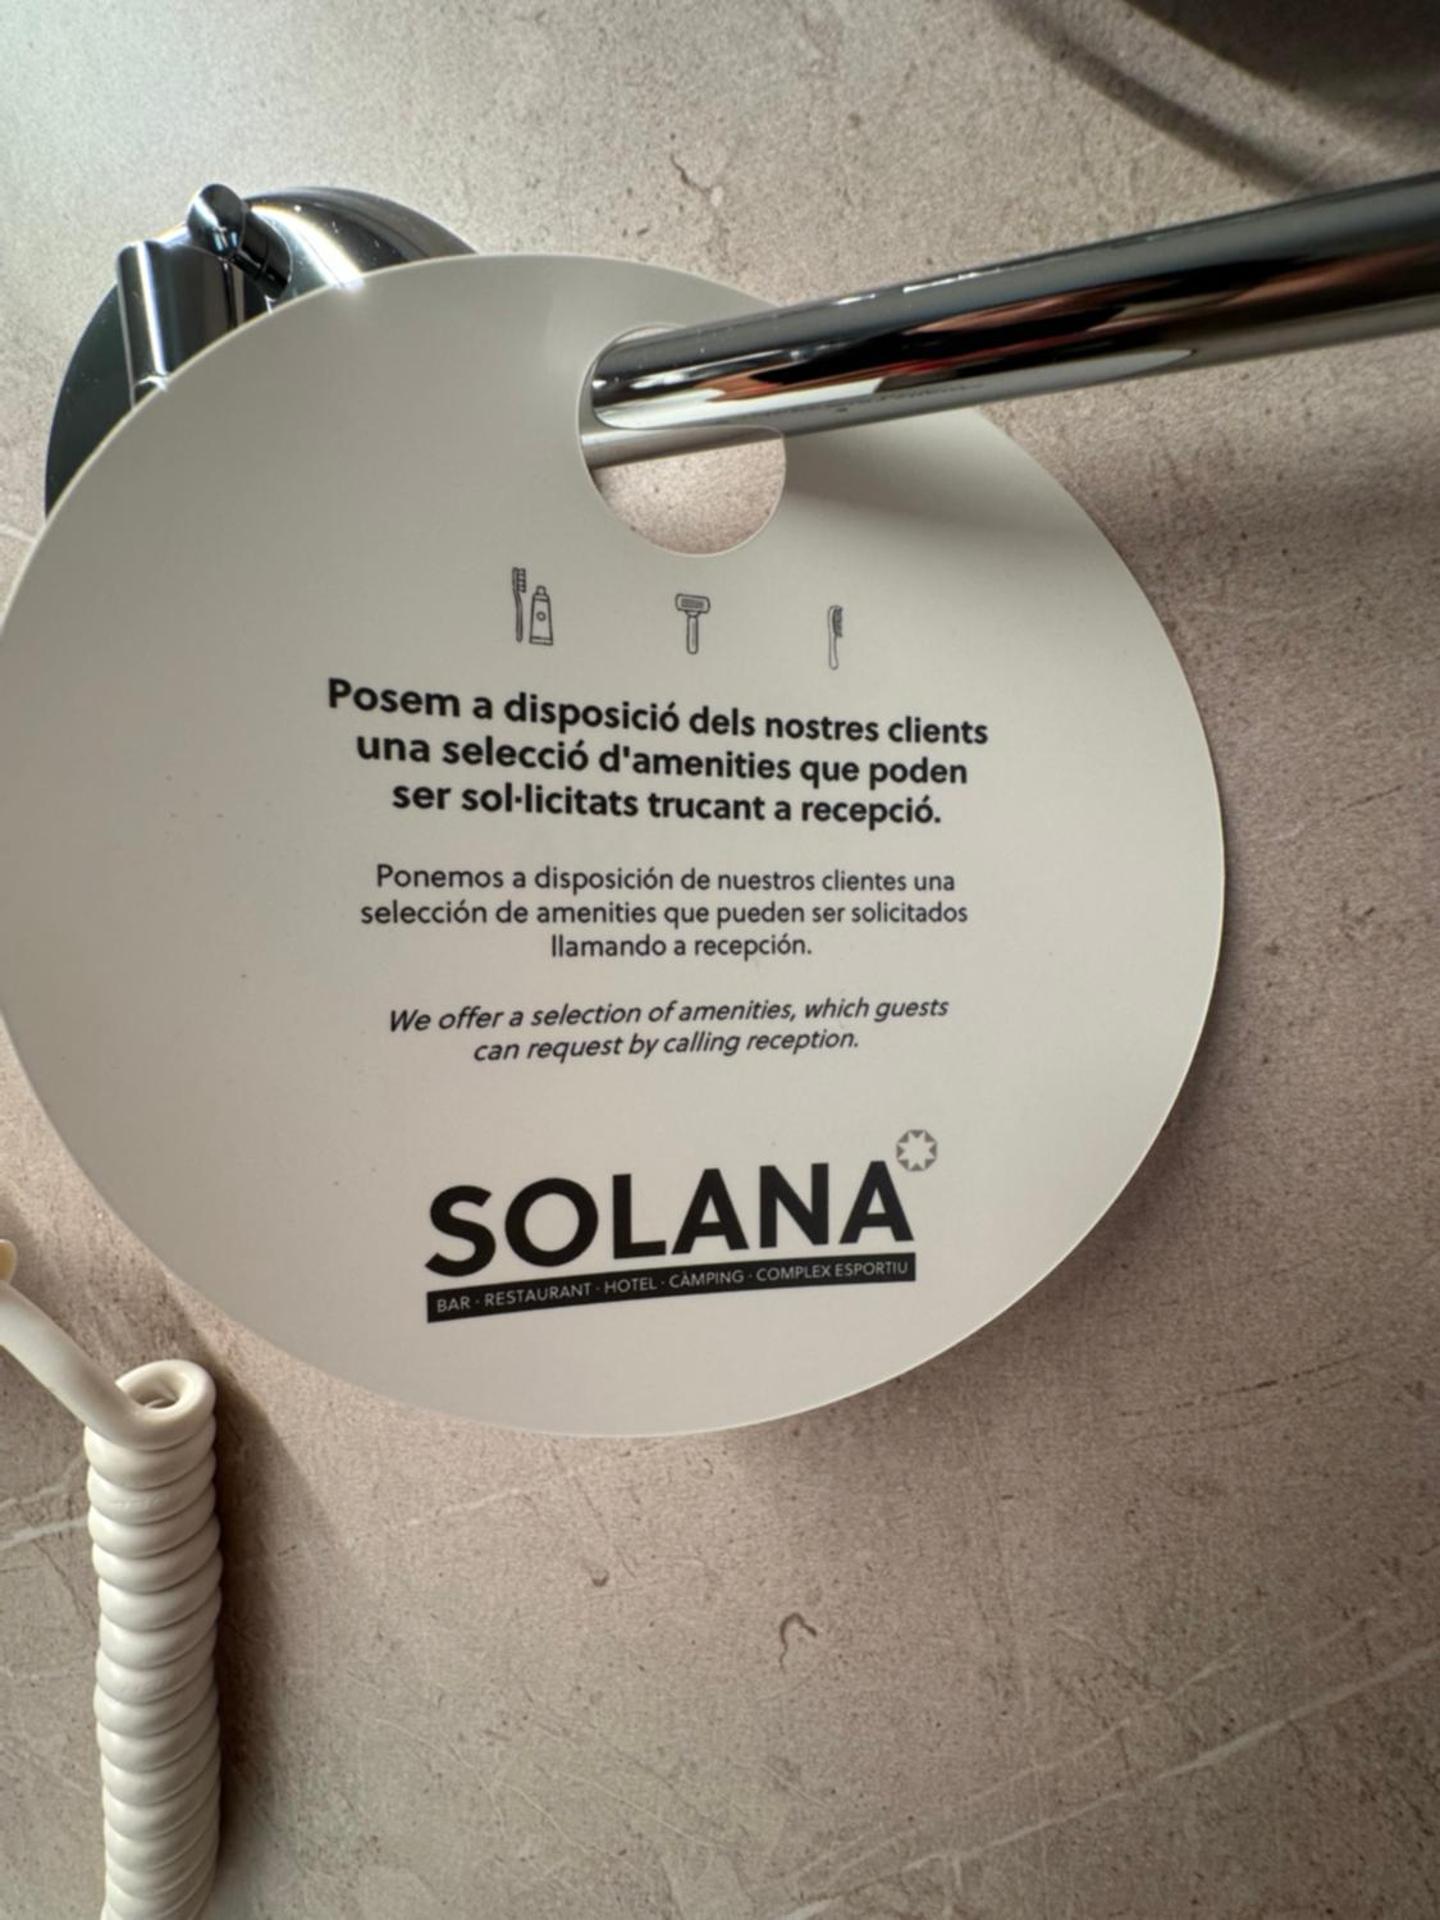 Posem a disposició dels nostres clients
una selecció d'amenities que poden
ser sol·licitats trucant a recepció.
Ponemos a disposición de nuestros clientes una
selección de amenities que pueden ser solicitados
llamando a recepción.
We offer a selection of amenities, which guests
can request by calling reception.
SOLANA
BAR · RESTAURANT · HOTEL · CÀMPING · COMPLEX ESPORTIU